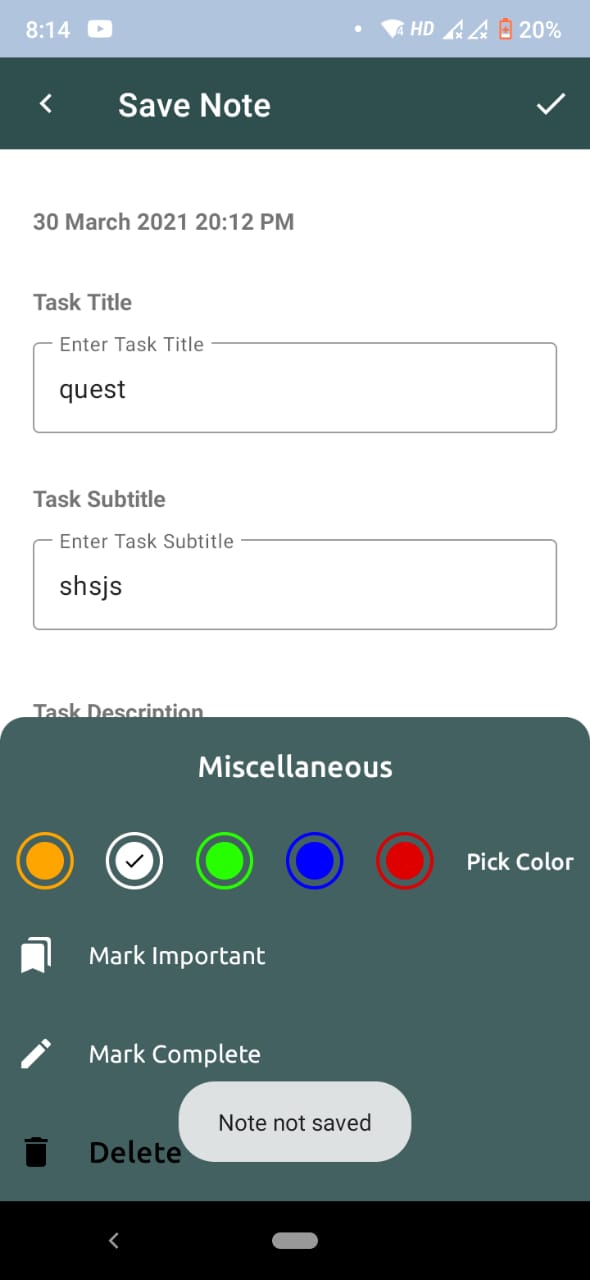 8:14 4 HD 20%
Save Note
30 March 2021 20:12 PM
Task Title
Enter Task Title
quest
Task Subtitle
Enter Task Subtitle
shsjs
Task Description
Miscellaneous
Pick Color
Mark Important
Mark Complete
Note not saved
Delete